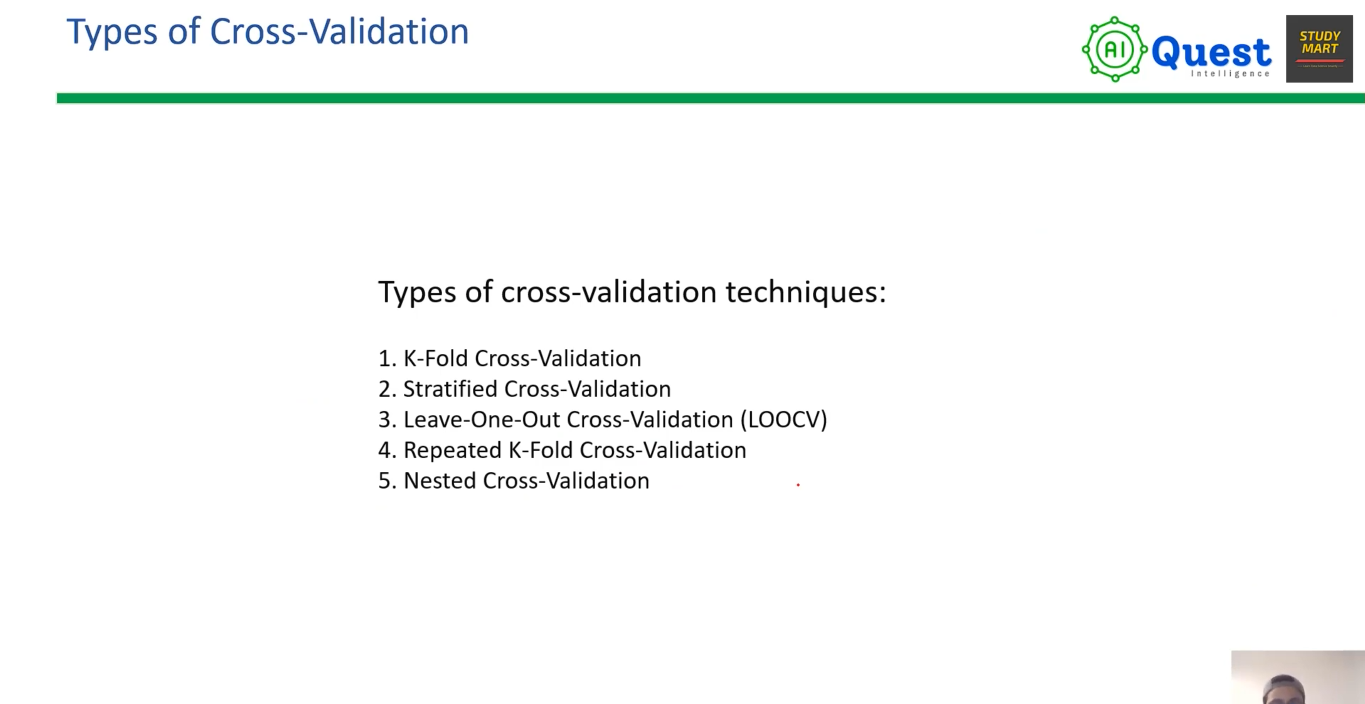 Types of Cross-Validation
AI Quest
Intelligence
STUDY
MART
Types of cross-validation techniques:
1. K-Fold Cross-Validation
2. Stratified Cross-Validation
3. Leave-One-Out Cross-Validation (LOOCV)
4. Repeated K-Fold Cross-Validation
5. Nested Cross-Validation